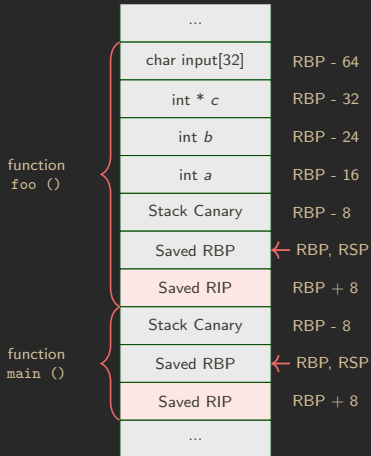 ...
char input[32] RBP - 64
int * c RBP - 32
int b RBP - 24
int a RBP - 16
function
foo ()
Stack Canary RBP - 8
Saved RBP RBP, RSP
Saved RIP RBP + 8
Stack Canary RBP - 8
function
main ()
Saved RBP RBP, RSP
Saved RIP RBP + 8
...